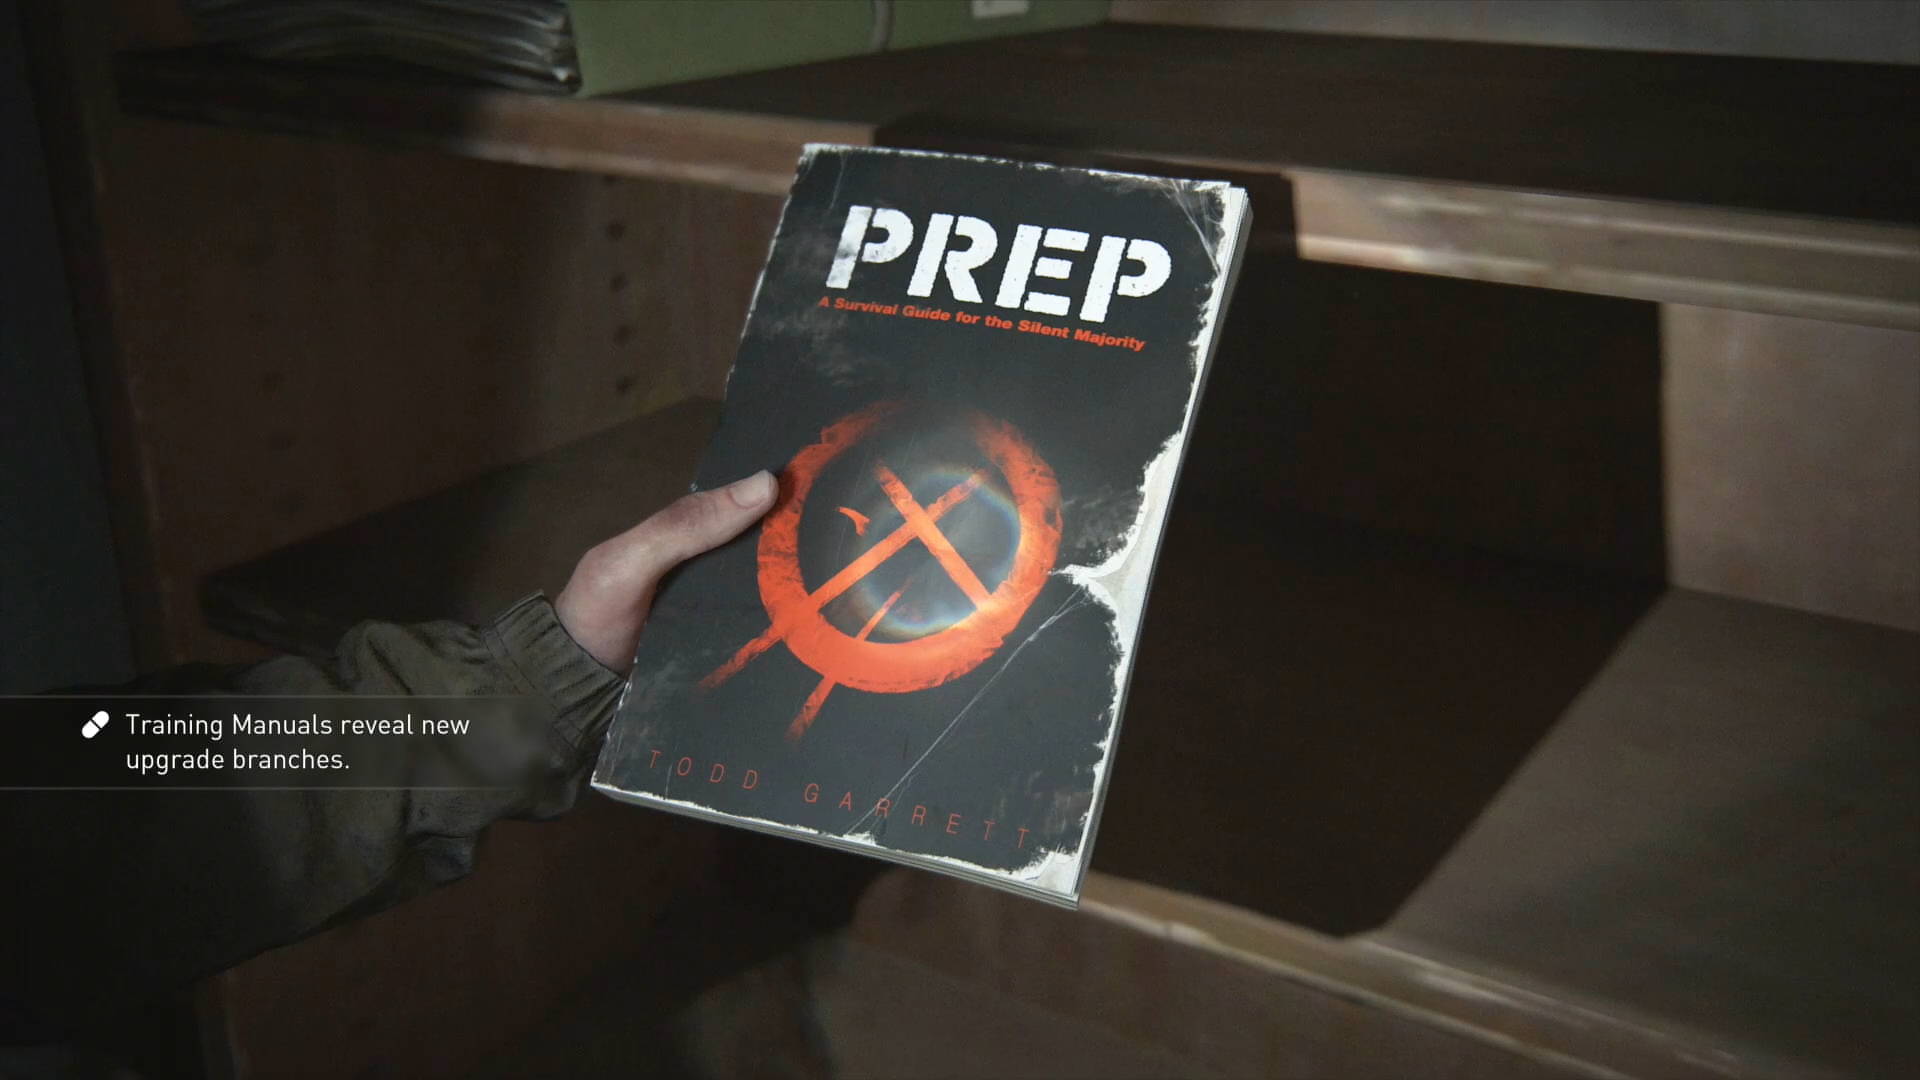 PREP
A Survival Guide for the Silent Majority
TODD GARRETT
Training Manuals reveal new
upgrade branches.